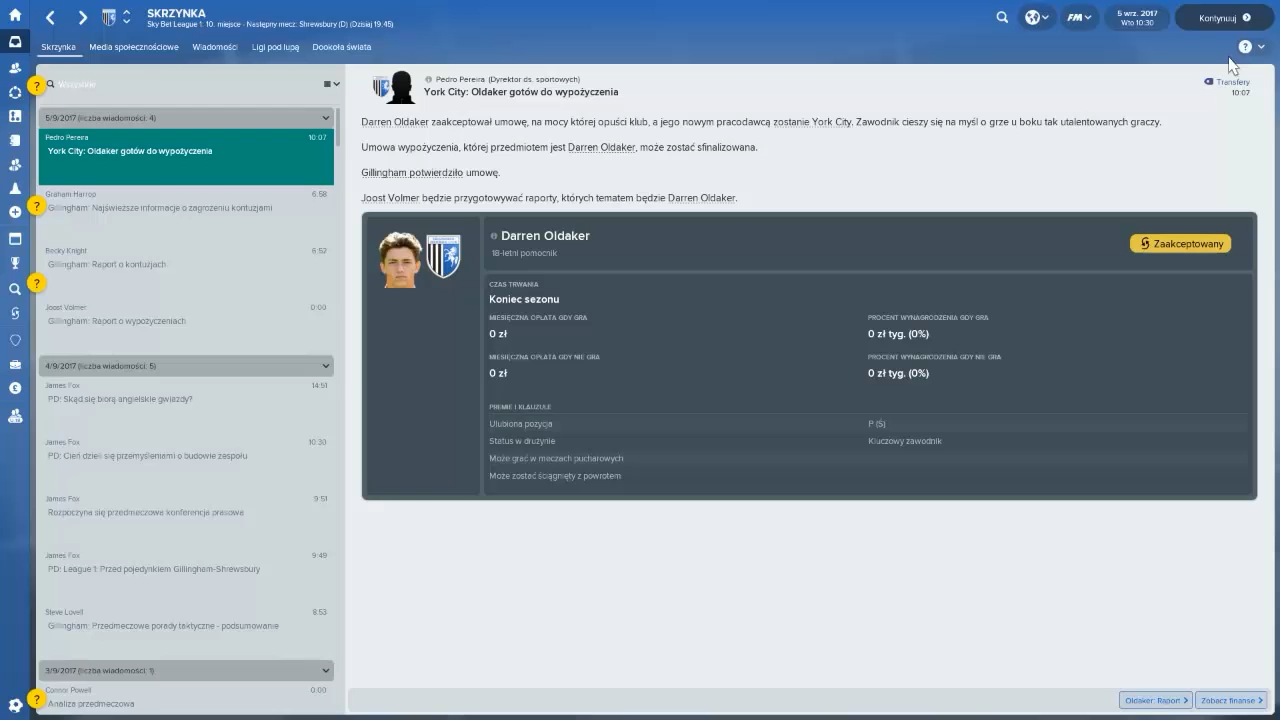 SKRZYNKA
Sky Bet League 1: 10. miejsce - Następny mecz: Shrewsbury (D) (Dzisiaj 19:45)
FM
5 wrz. 2017
Wto 10:30
Kontynuuj
Skrzynka
Media społecznościowe
Wiadomości
Ligi pod lupą
Dookoła świata
?
?
Wszystkie
5/9/2017 (liczba wiadomości: 4)
Pedro Pereira 10:07
York City: Oldaker gotów do wypożyczenia
Graham Harrop 6:58
?
Gillingham: Najświeższe informacje o zagrożeniu kontuzjami
Becky Knight 6:52
Gillingham: Raport o kontuzjach
?
Joost Volmer 0:00
Gillingham: Raport o wypożyczeniach
4/9/2017 (liczba wiadomości: 5)
James Fox 14:51
PD: Skąd się biorą angielskie gwiazdy?
James Fox 10:30
PD: Cień dzieli się przemyśleniami o budowie zespołu
James Fox 9:51
Rozpoczyna się przedmeczowa konferencja prasowa
James Fox 9:49
PD: League 1: Przed pojedynkiem Gillingham-Shrewsbury
Steve Lovell 8:53
Gillingham: Przedmeczowe porady taktyczne - podsumowanie
3/9/2017 (liczba wiadomości: 1)
Connor Powell 0:00
?
Analiza przedmeczowa
Pedro Pereira (Dyrektor ds. sportowych)
York City: Oldaker gotów do wypożyczenia
Transfery
10:07
Darren Oldaker zaakceptował umowę, na mocy której opuści klub, a jego nowym pracodawcą zostanie York City. Zawodnik cieszy się na myśl o grze u boku tak utalentowanych graczy.
Umowa wypożyczenia, której przedmiotem jest Darren Oldaker, może zostać sfinalizowana.
Gillingham potwierdziło umowę.
Joost Volmer będzie przygotowywać raporty, których tematem będzie Darren Oldaker.
Darren Oldaker
18-letni pomocnik
Zaakceptowany
CZAS TRWANIA
Koniec sezonu
MIESIĘCZNA OPŁATA GDY GRA
PROCENT WYNAGRODZENIA GDY GRA
0 zł
0 zł tyg. (0%)
MIESIĘCZNA OPŁATA GDY NIE GRA
PROCENT WYNAGRODZENIA GDY NIE GRA
0 zł
0 zł tyg. (0%)
PREMIE I KLAUZULE
Ulubiona pozycja P (Ś)
Status w drużynie Kluczowy zawodnik
Może grać w meczach pucharowych
Może zostać ściągnięty z powrotem
Oldaker: Raport
Zobacz finanse